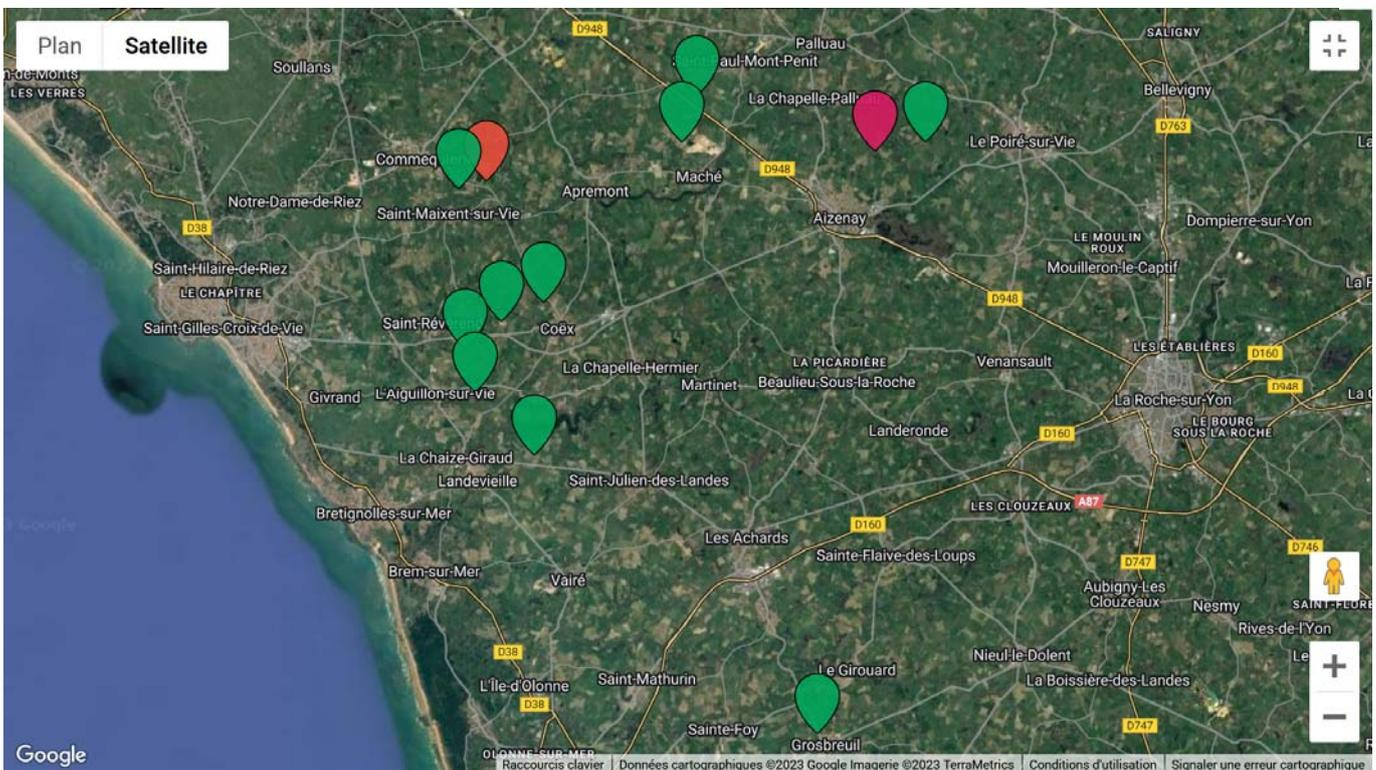 Plan Satellite
D948
Palluau
SALIGNY
Soullans
LES VERRES
La Chapelle-
Bellevigny
D763
Le Poiré-sur-Vie
D948
Maché
Apremont
Notre-Dame-de-Riez
Saint-Maixent-sur-Vie
D38
Aizenay
Dompierre-sur-Yon
LE MOULIN
ROUX
Mouilleron-le-Captif
Saint-Hilaire-de-Riez
LE CHAPÎTRE
D948
Saint-Gilles-Croix-de-Vie
Coëx
LES ÉTABLIÈRES
D160
La Chapelle-Hermier
LA PICARDIÈRE
Venansault
Martinet
Beaulieu-Sous-la-Roche
D948
Givrand
L'Aiguillon-sur-Vie
La Roche-sur-Yon
LE BOURG
SOUS LA ROCHE
Landeronde
D160
La Chaize-Giraud
Landevieille
Saint-Julien-des-Landes
LES CLOUZEAUX
A87
Bretignolles-sur-Mer
D160
Les Achards
Sainte-Flaive-des-Loups
D746
D747
Brem-sur-Mer
Vairé
Aubigny-Les
Clouzeaux
Nesmy
SAINT-FLORE
Rives-de-l'Yon
D38
Nieul-le-Dolent
Le Girouard
La Boissière-des-Landes
L'Île-d'Olonne
Saint-Mathurin
D38
Sainte-Foy
D747
Grosbreuil
OLONNE-SUR-MER
Google
Raccourcis clavier
Données cartographiques ©2023 Google Imagerie ©2023 TerraMetrics
Conditions d'utilisation
Signaler une erreur cartographique